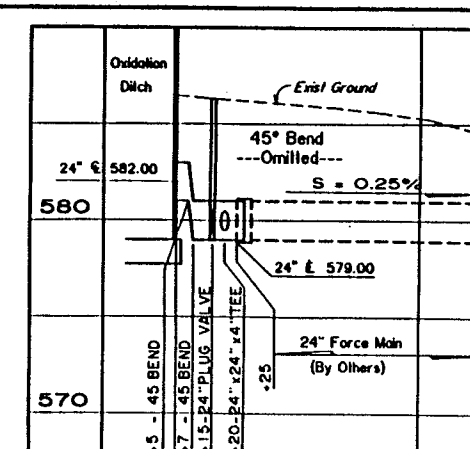 Oxidation
Ditch
Exist Ground
45° Bend
---Omitted---
24" ℄ 582.00
S = 0.25%
580
24" ℄ 579.00
24" Force Main
(By Others)
570
+5 - 45 BEND
+7 - 45 BEND
+15-24" PLUG VALVE
+20-24" x24" x4" TEE
+25